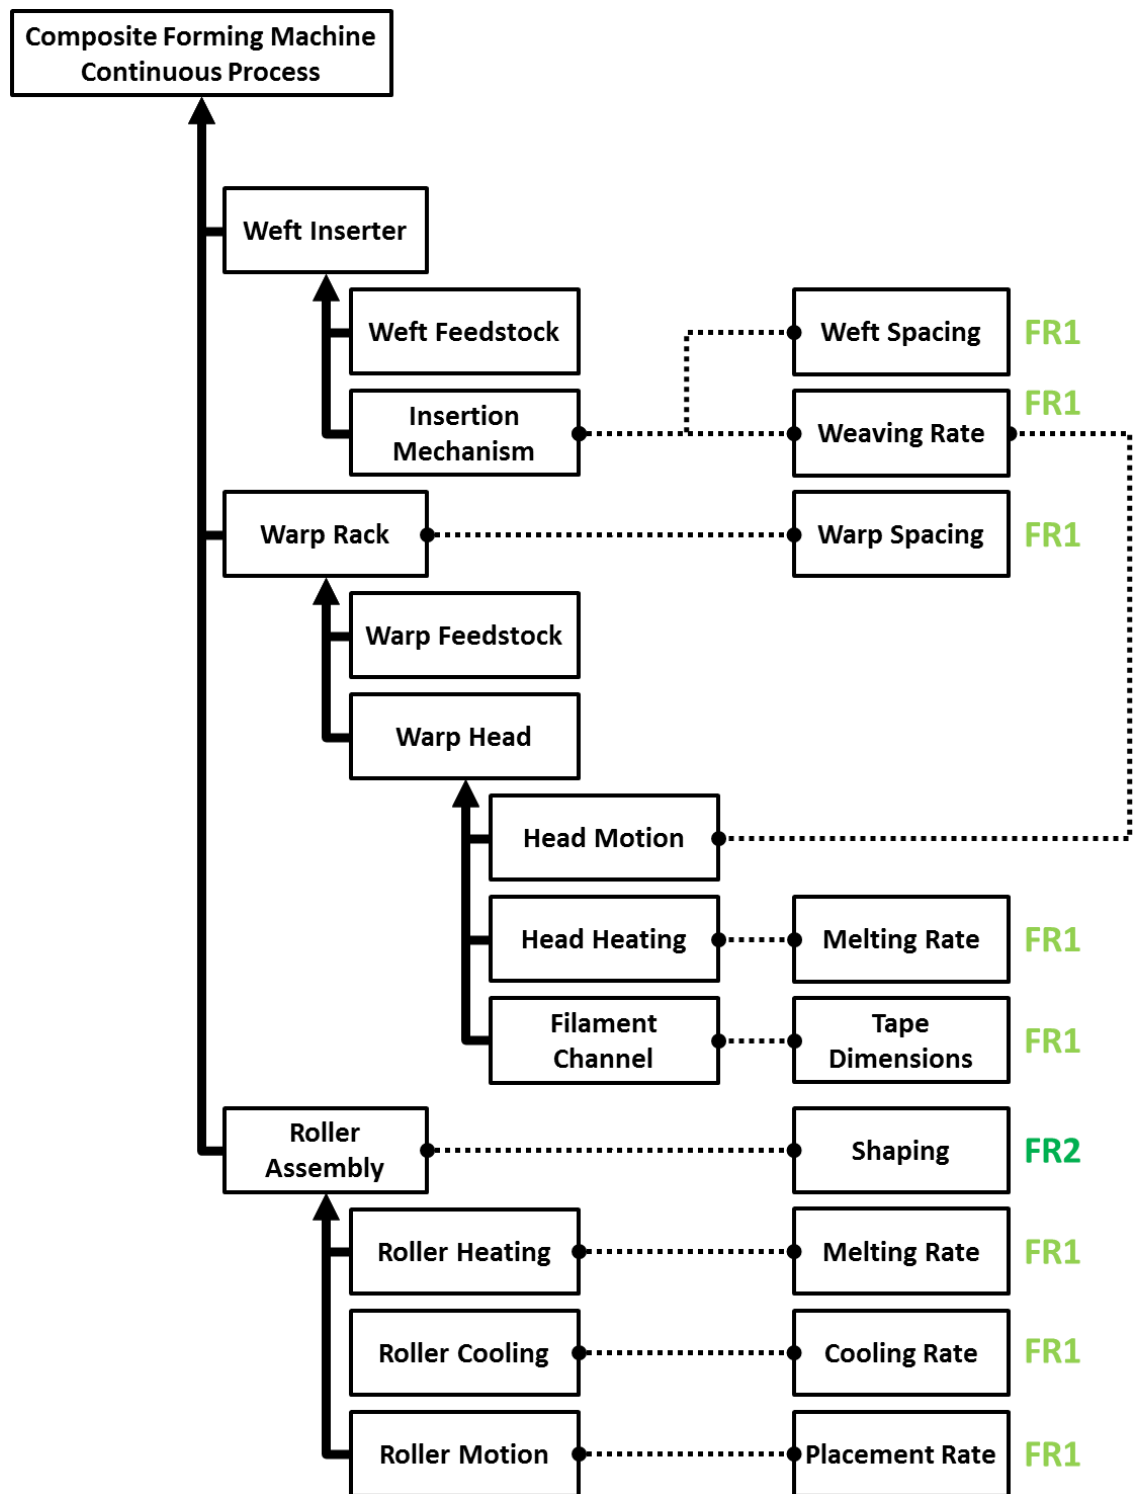 Composite Forming Machine
Continuous Process
Weft Inserter
Weft Feedstock
Weft Spacing
FR1
Insertion
Mechanism
Weaving Rate
FR1
Warp Rack
Warp Spacing
FR1
Warp Feedstock
Warp Head
Head Motion
Head Heating
Melting Rate
FR1
Filament
Channel
Tape
Dimensions
FR1
Roller
Assembly
Shaping
FR2
Roller Heating
Melting Rate
FR1
Roller Cooling
Cooling Rate
FR1
Roller Motion
Placement Rate
FR1